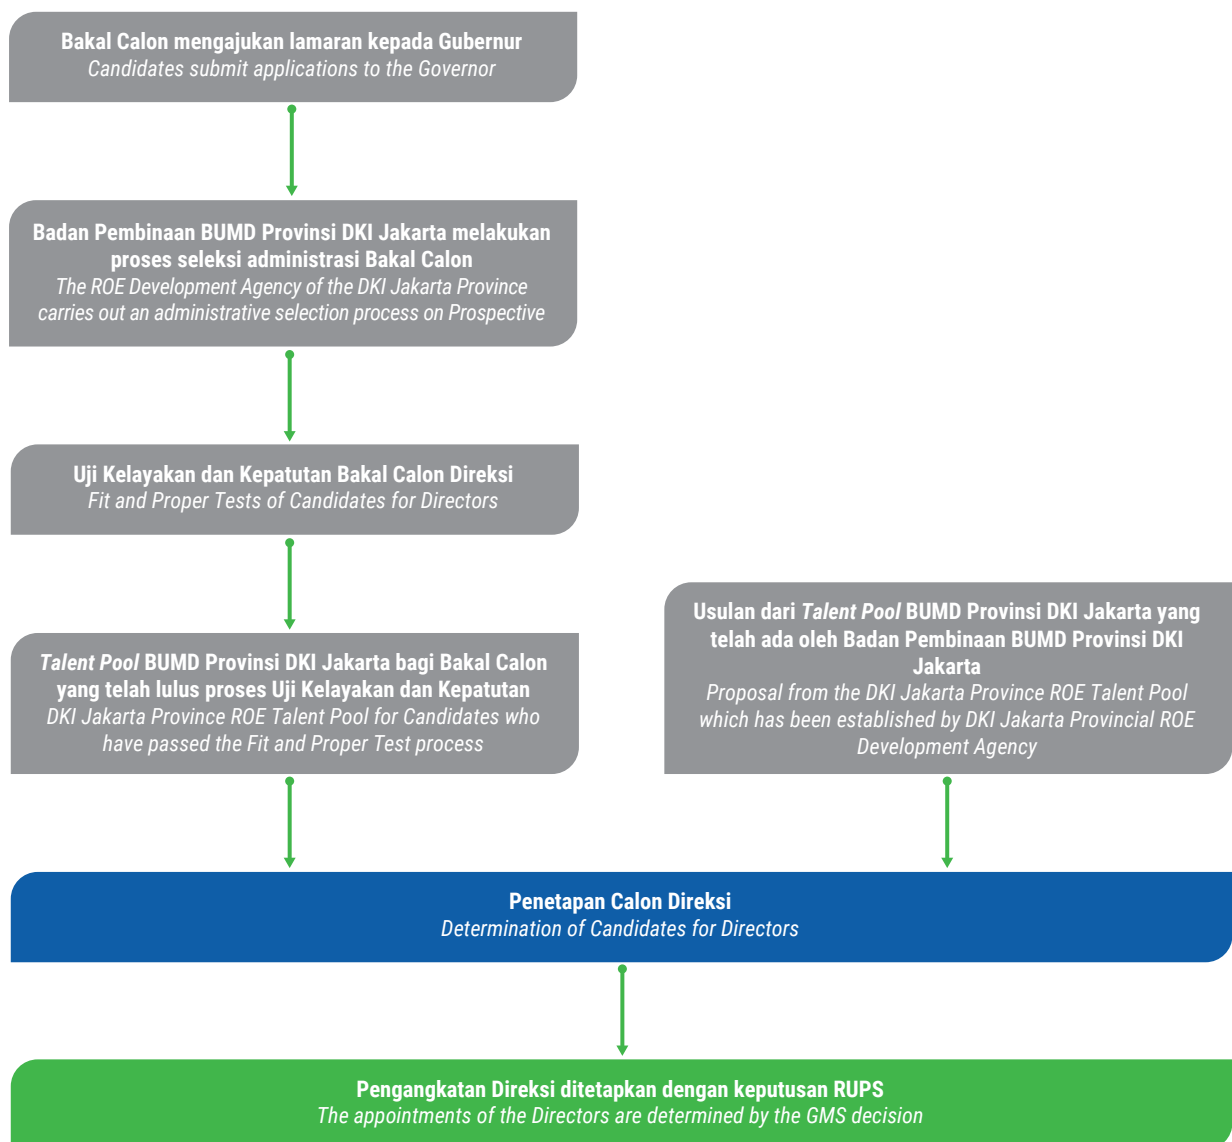 Bakal Calon mengajukan lamaran kepada Gubernur
Candidates submit applications to the Governor
Badan Pembinaan BUMD Provinsi DKI Jakarta melakukan
proses seleksi administrasi Bakal Calon
The ROE Development Agency of the DKI Jakarta Province
carries out an administrative selection process on Prospective
Uji Kelayakan dan Kepatutan Bakal Calon Direksi
Fit and Proper Tests of Candidates for Directors
Talent Pool BUMD Provinsi DKI Jakarta bagi Bakal Calon
yang telah lulus proses Uji Kelayakan dan Kepatutan
DKI Jakarta Province ROE Talent Pool for Candidates who
have passed the Fit and Proper Test process
Usulan dari Talent Pool BUMD Provinsi DKI Jakarta yang
telah ada oleh Badan Pembinaan BUMD Provinsi DKI
Jakarta
Proposal from the DKI Jakarta Province ROE Talent Pool
which has been established by DKI Jakarta Provincial ROE
Development Agency
Penetapan Calon Direksi
Determination of Candidates for Directors
Pengangkatan Direksi ditetapkan dengan keputusan RUPS
The appointments of the Directors are determined by the GMS decision